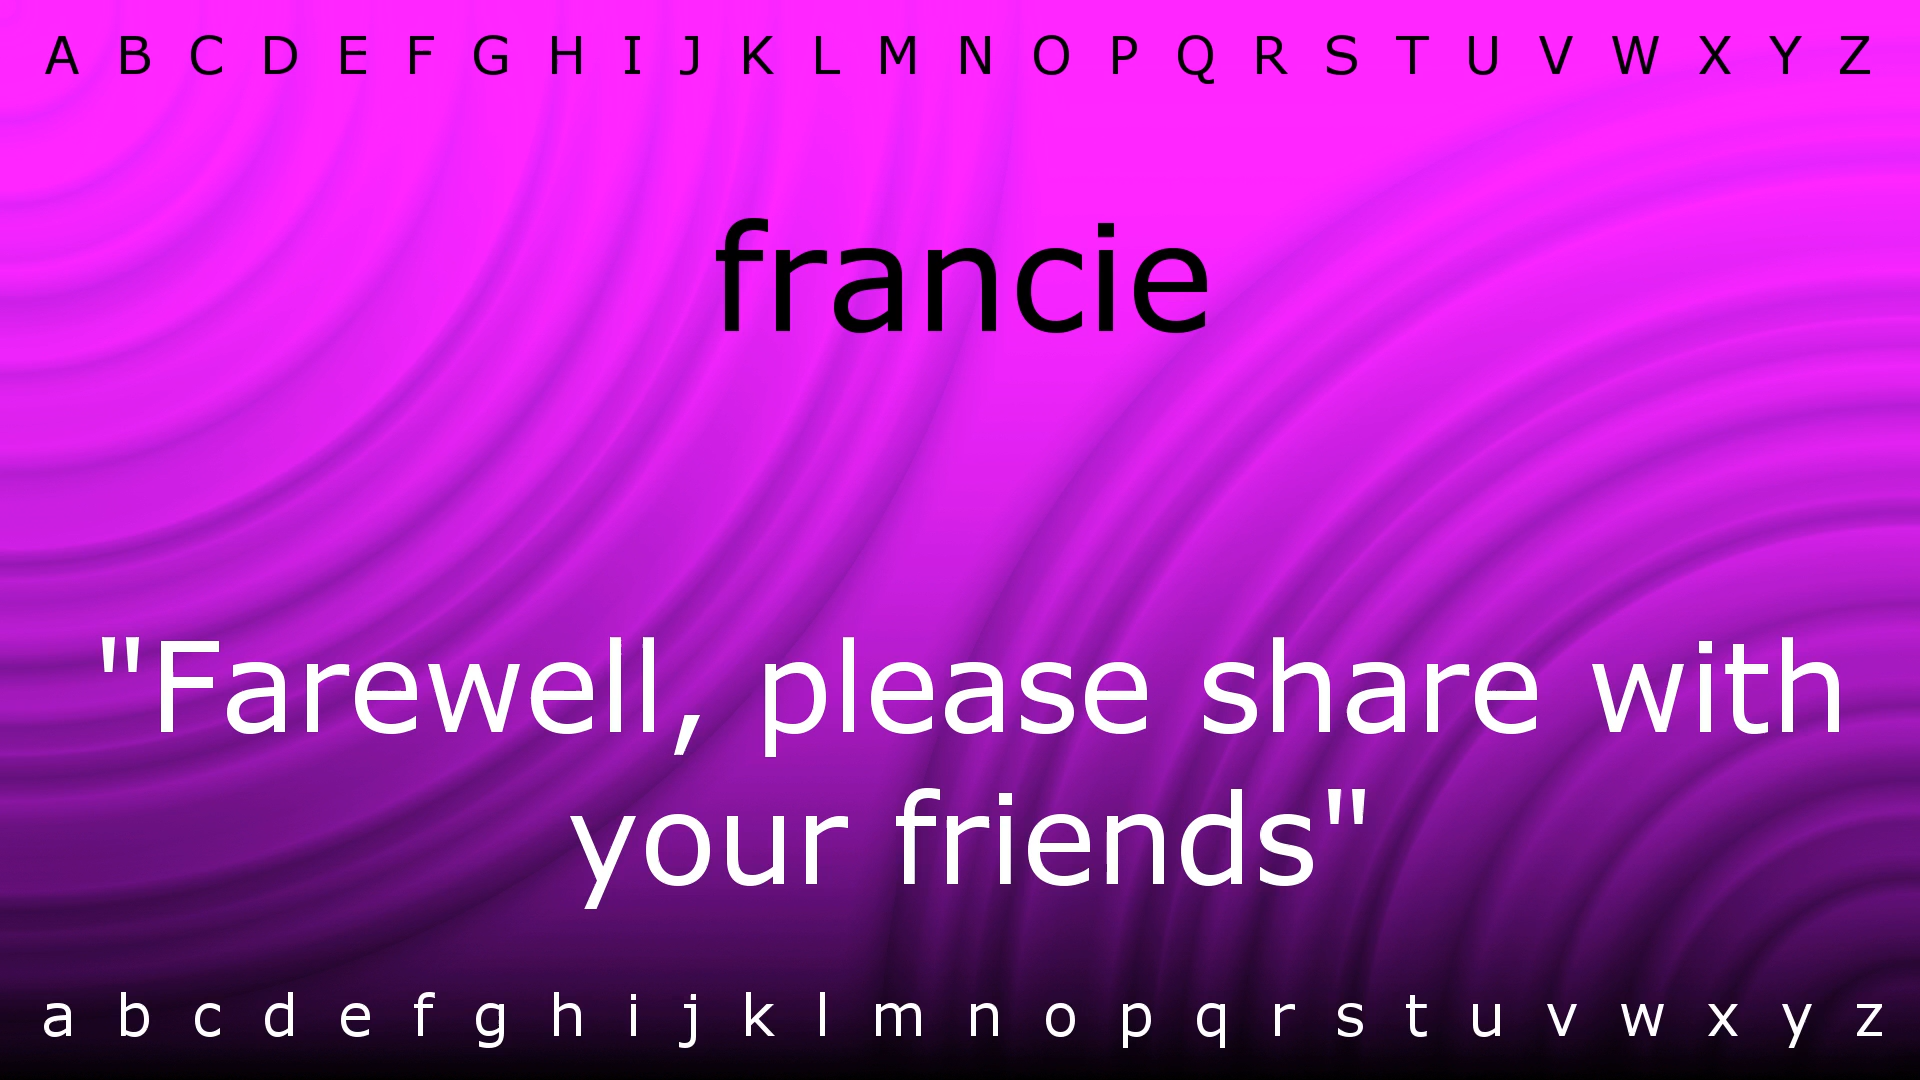 A B C D E F G H I J K L M N O P Q R S T U V W X Y Z
francie
"Farewell, please share with
your friends"
a b c d e f g h i j k l m n o p q r s t u v w x y z